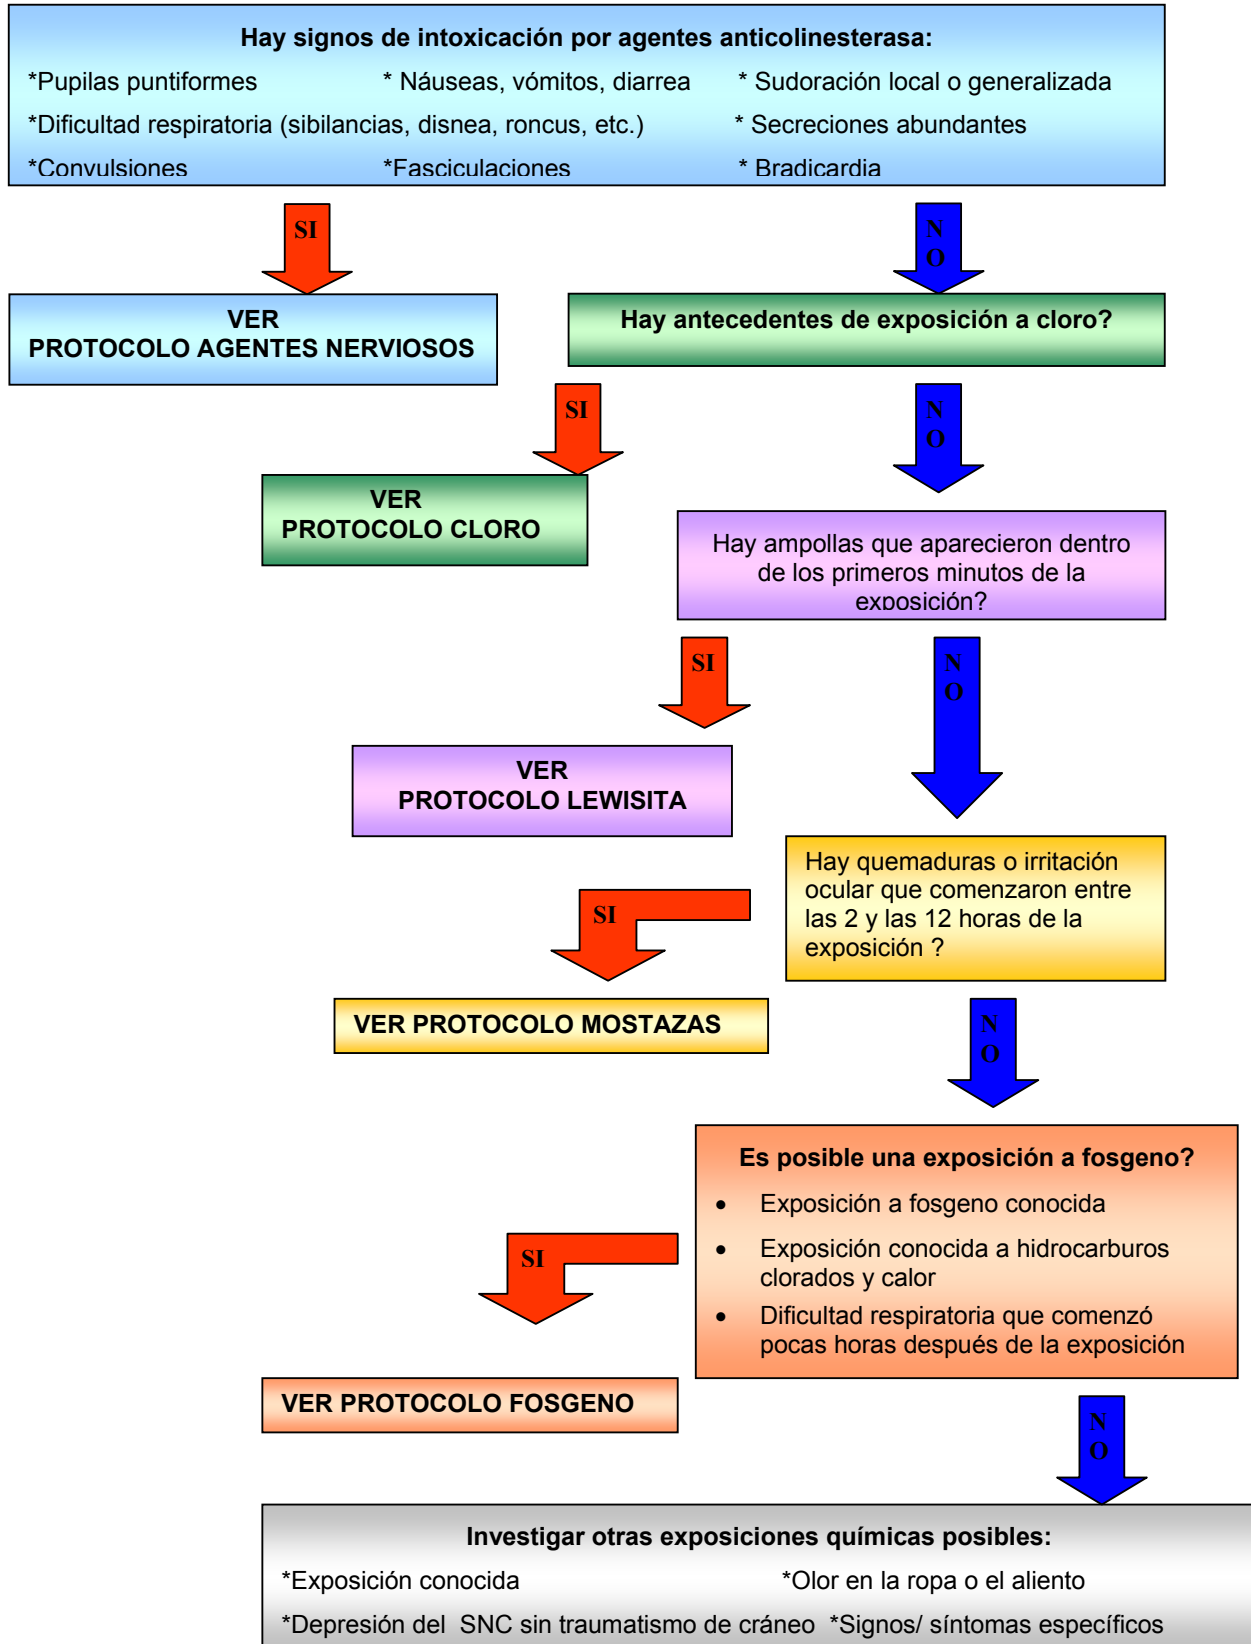 Hay signos de intoxicación por agentes anticolinesterasa:
*Pupilas puntiformes * Náuseas, vómitos, diarrea * Sudoración local o generalizada
*Dificultad respiratoria (sibilancias, disnea, roncus, etc.) * Secreciones abundantes
*Convulsiones *Fasciculaciones * Bradicardia
SI
N
O
VER
PROTOCOLO AGENTES NERVIOSOS
Hay antecedentes de exposición a cloro?
SI
N
O
VER
PROTOCOLO CLORO
Hay ampollas que aparecieron dentro
de los primeros minutos de la
exposición?
SI
N
O
VER
PROTOCOLO LEWISITA
Hay quemaduras o irritación
ocular que comenzaron entre
las 2 y las 12 horas de la
exposición ?
SI
VER PROTOCOLO MOSTAZAS
N
O
Es posible una exposición a fosgeno?
• Exposición a fosgeno conocida
• Exposición conocida a hidrocarburos
clorados y calor
• Dificultad respiratoria que comenzó
pocas horas después de la exposición
SI
VER PROTOCOLO FOSGENO
N
O
Investigar otras exposiciones químicas posibles:
*Exposición conocida *Olor en la ropa o el aliento
*Depresión del SNC sin traumatismo de cráneo *Signos/ síntomas específicos